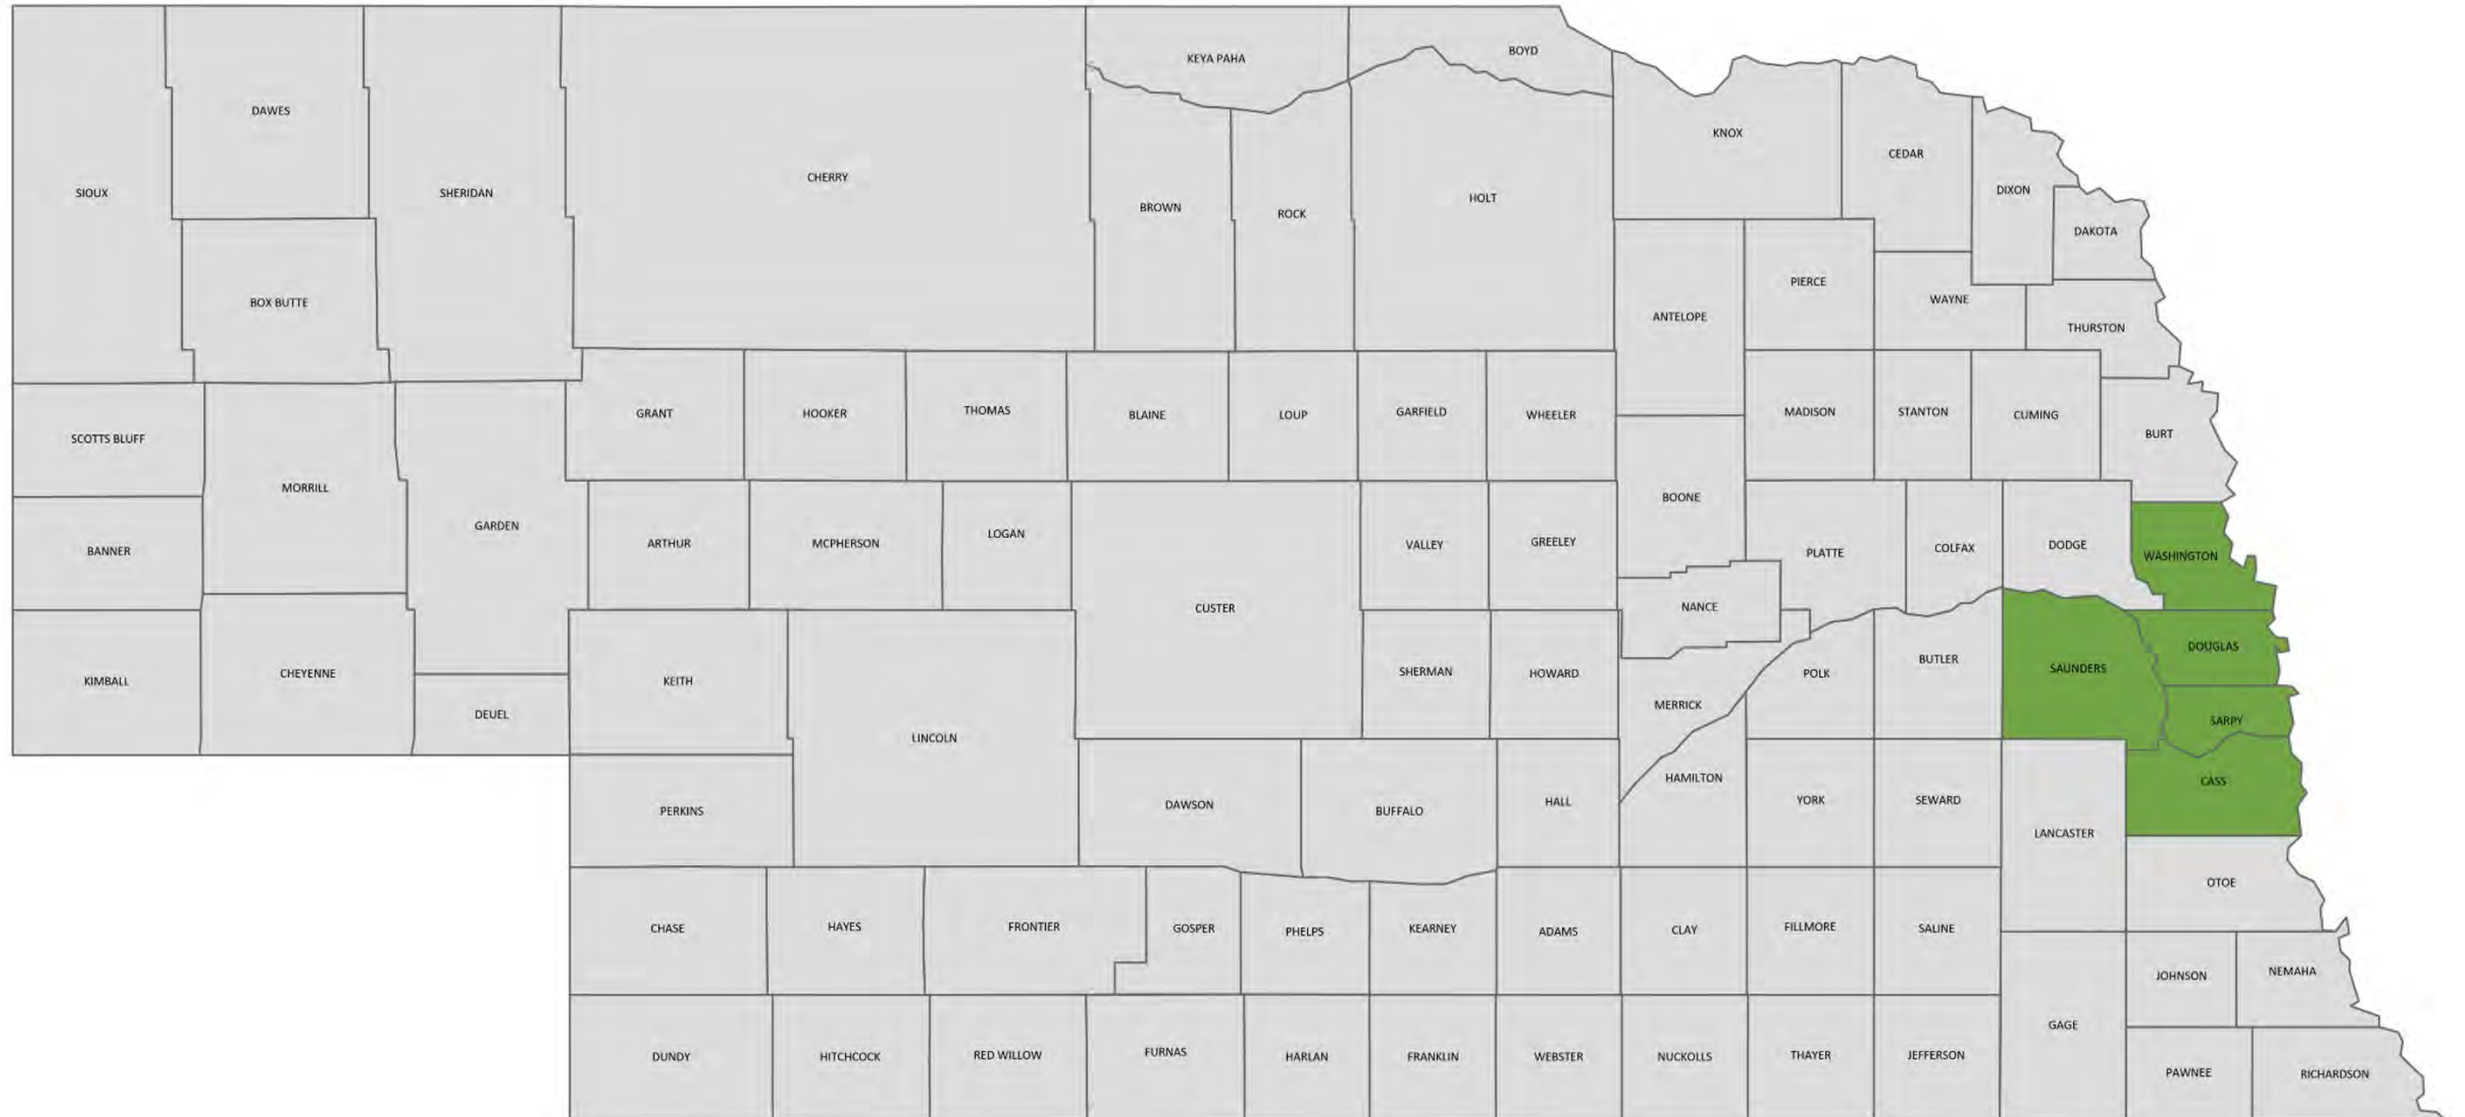 BOYD
KEYA PAHA
DAWES
KNOX
CEDAR
CHERRY
DIXON
SIOUX
SHERIDAN
HOLT
BROWN
ROCK
DAKOTA
PIERCE
WAYNE
BOX BUTTE
ANTELOPE
THURSTON
GRANT
HOOKER
THOMAS
BLAINE
LOUP
GARFIELD
WHEELER
MADISON
STANTON
CUMING
BURT
SCOTTS BLUFF
MORRILL
BOONE
GARDEN
LOGAN
ARTHUR
MCPHERSON
VALLEY
GREELEY
PLATTE
COLFAX
DODGE
BANNER
WASHINGTON
CUSTER
NANCE
DOUGLAS
KIMBALL
CHEYENNE
KEITH
SHERMAN
HOWARD
POLK
BUTLER
SAUNDERS
MERRICK
DEUEL
SARPY
LINCOLN
HAMILTON
CASS
PERKINS
DAWSON
BUFFALO
HALL
YORK
SEWARD
LANCASTER
OTOE
CHASE
HAYES
FRONTIER
GOSPER
PHELPS
KEARNEY
ADAMS
CLAY
FILLMORE
SALINE
JOHNSON
NEMAHA
GAGE
DUNDY
HITCHCOCK
RED WILLOW
FURNAS
HARLAN
FRANKLIN
WEBSTER
NUCKOLLS
THAYER
JEFFERSON
PAWNEE
RICHARDSON